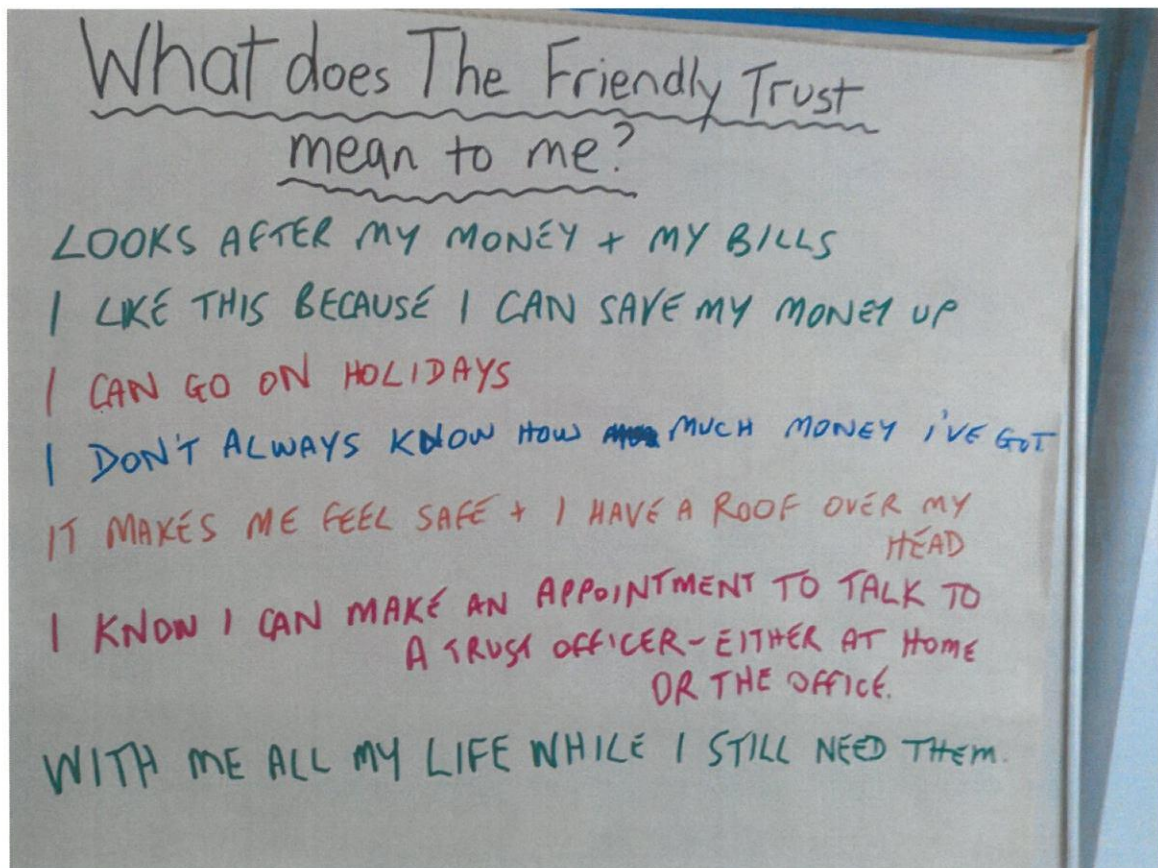 What does The Friendly Trust
mean to me?
LOOKS AFTER MY MONEY + MY BILLS
I LIKE THIS BECAUSE I CAN SAVE MY MONEY UP
I CAN GO ON HOLIDAYS
I DON'T ALWAYS KNOW HOW MUCH MONEY I'VE GOT
IT MAKES ME FEEL SAFE + I HAVE A ROOF OVER MY
HEAD
I KNOW I CAN MAKE AN APPOINTMENT TO TALK TO
A TRUST OFFICER - EITHER AT HOME
OR THE OFFICE.
WITH ME ALL MY LIFE WHILE I STILL NEED THEM.